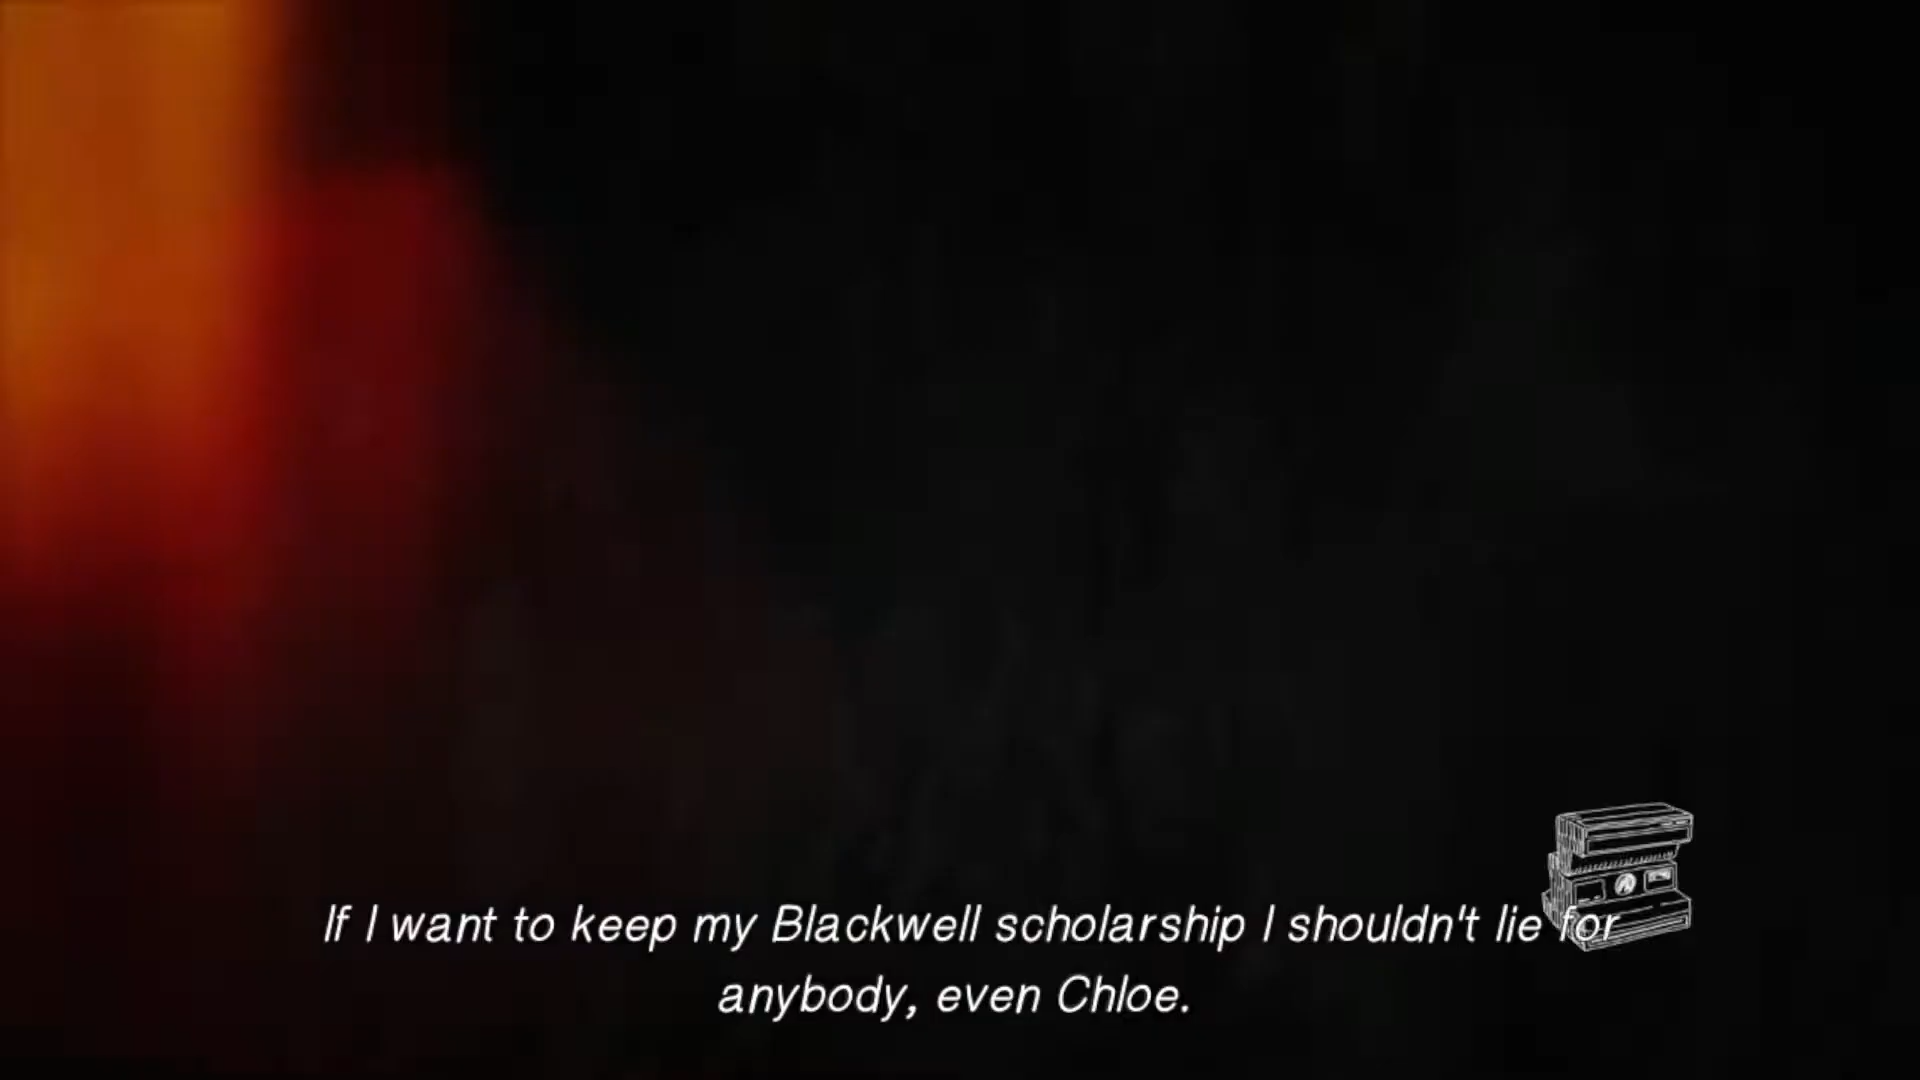 If I want to keep my Blackwell scholarship I shouldn't lie for
anybody, even Chloe.